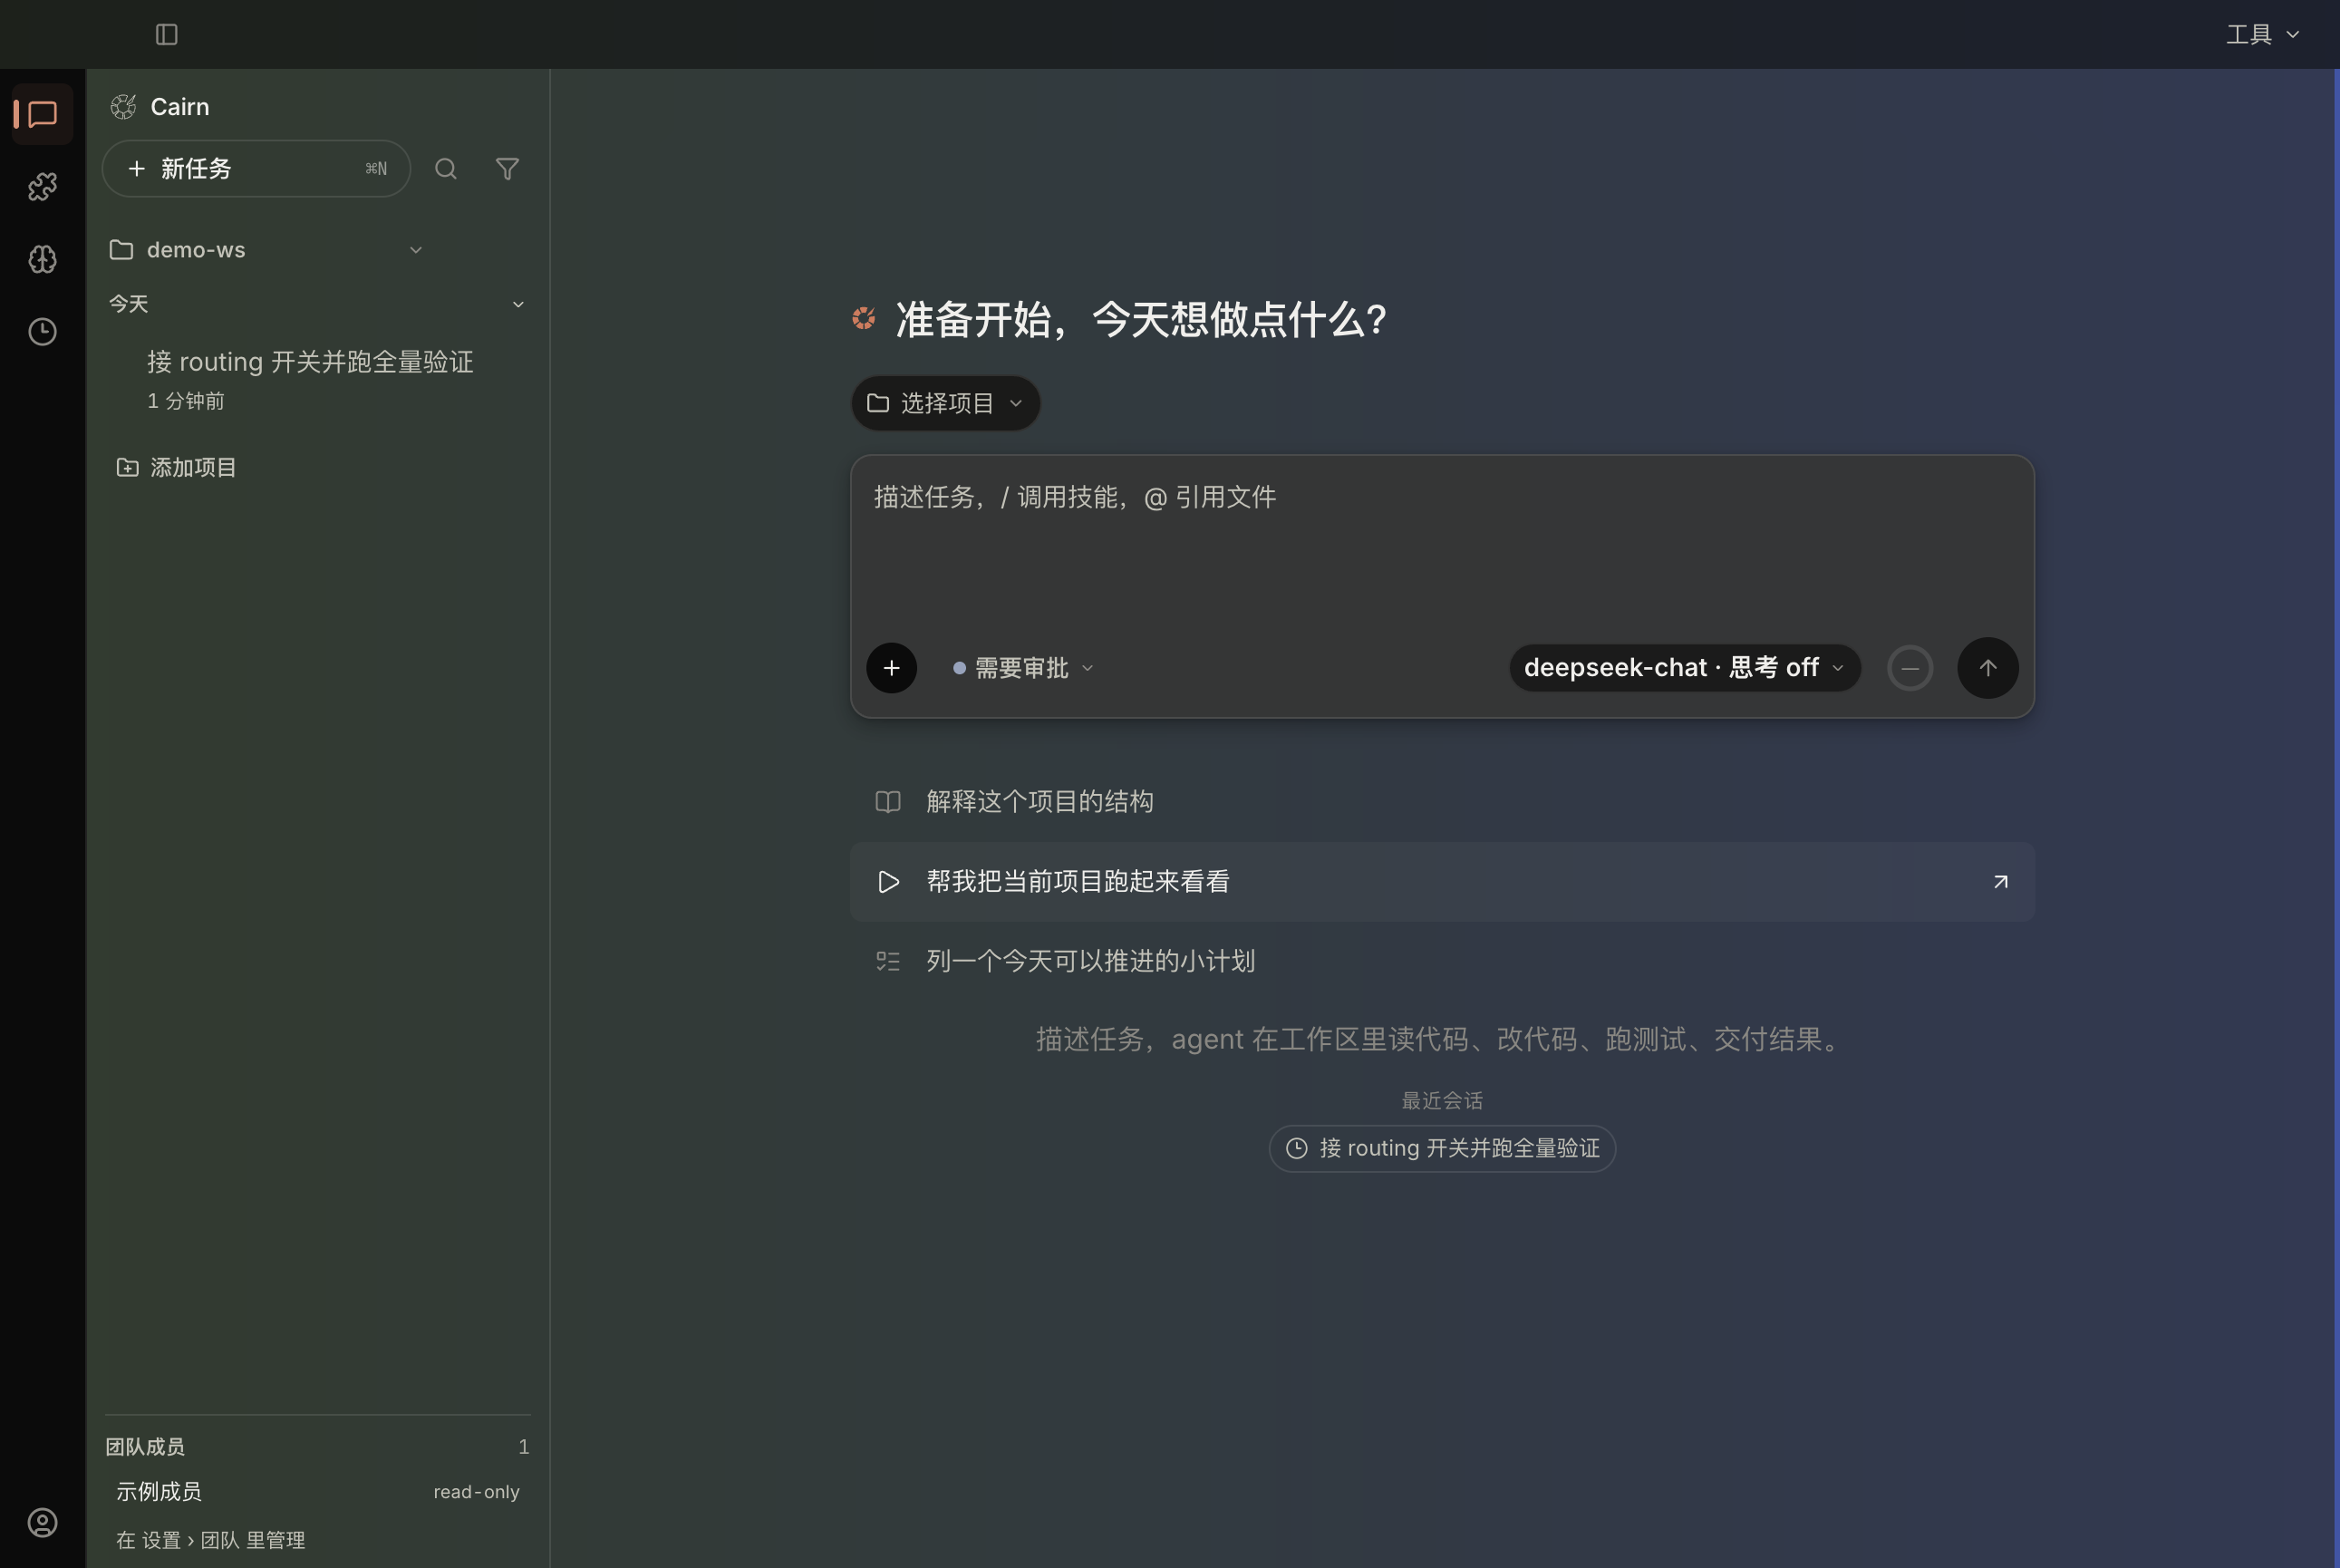 工具
Cairn
新任务 ⌘N
demo-ws
今天
接 routing 开关并跑全量验证
1 分钟前
添加项目
团队成员 1
示例成员 read-only
在 设置 › 团队 里管理
准备开始，今天想做点什么？
选择项目
描述任务，/ 调用技能，@ 引用文件
需要审批
deepseek-chat · 思考 off
解释这个项目的结构
帮我把当前项目跑起来看看
列一个今天可以推进的小计划
描述任务，agent 在工作区里读代码、改代码、跑测试、交付结果。
最近会话
接 routing 开关并跑全量验证